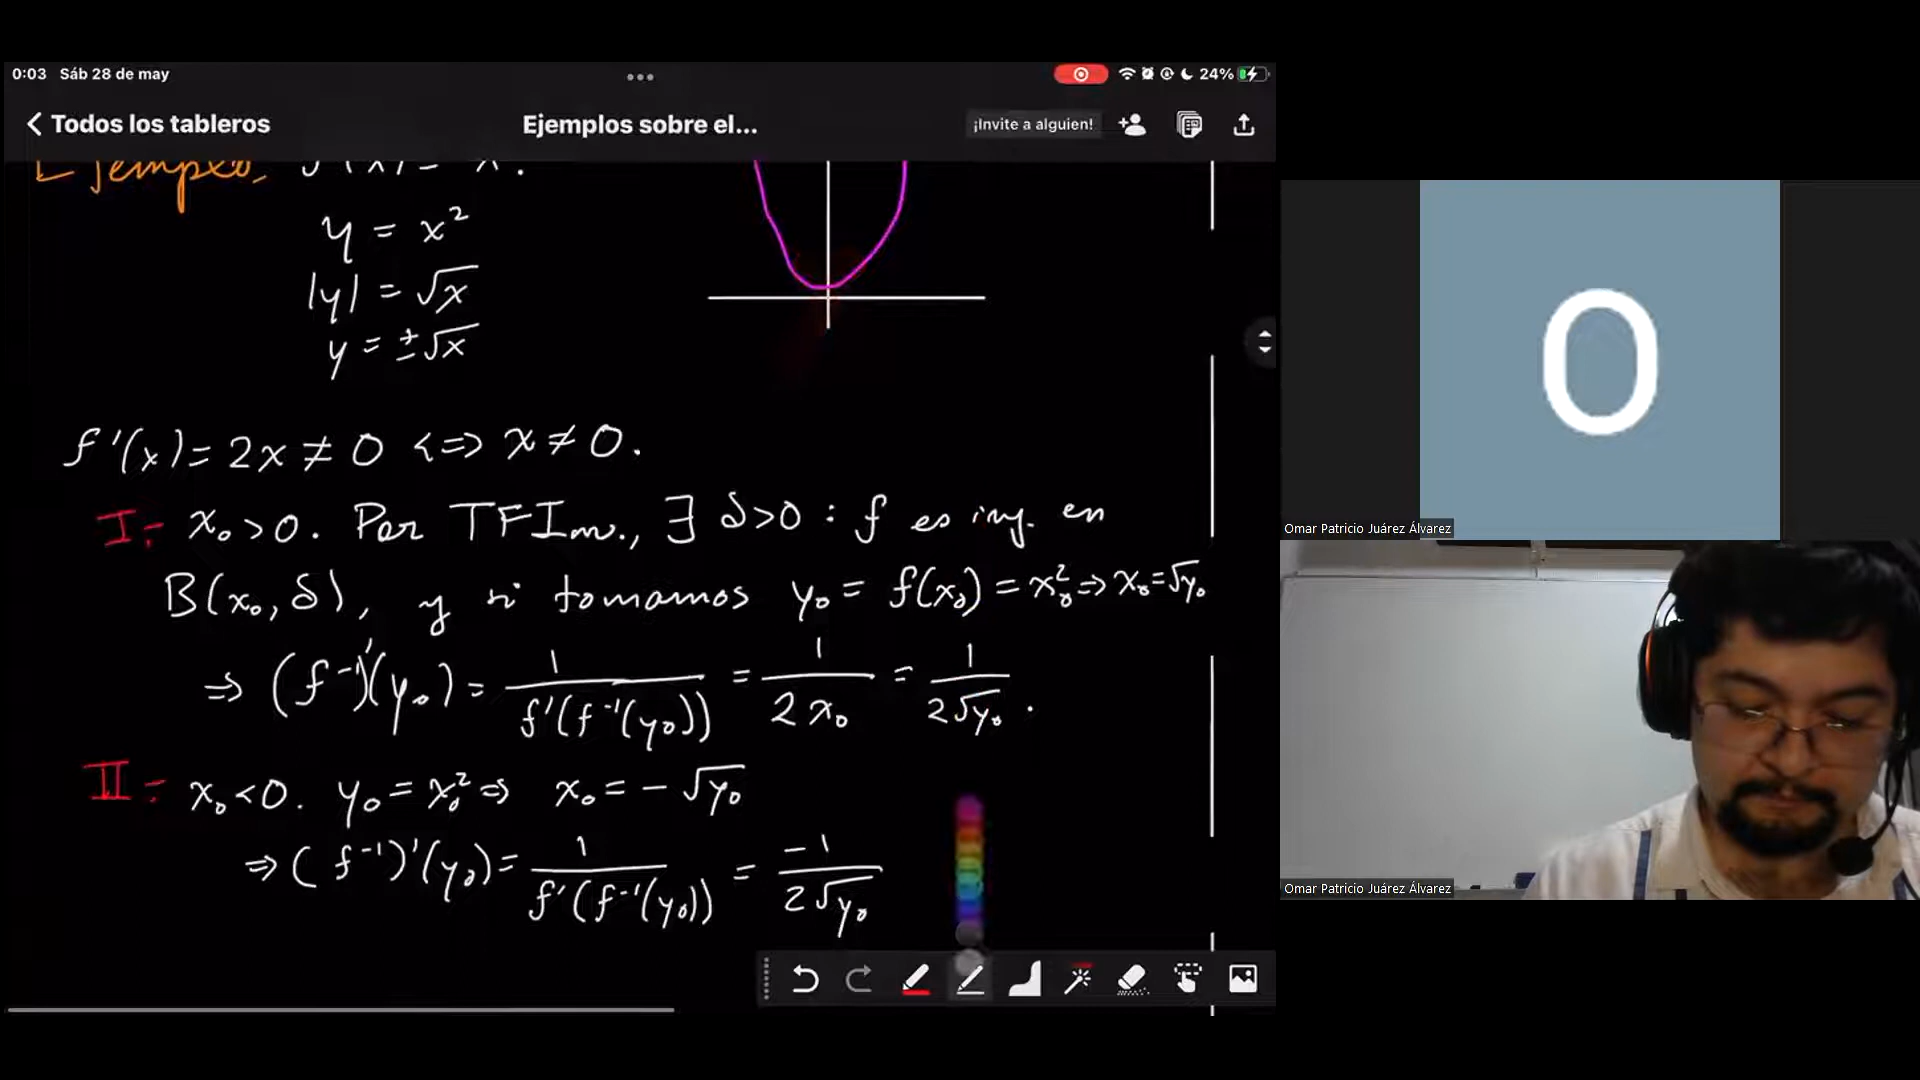 0:03 Sáb 28 de may
24%
Todos los tableros
Ejemplos sobre el...
¡Invite a alguien!
Ejemplo.
y = x²
|y| = √x
y = ±√x
f'(x) = 2x ≠ 0 <=> x ≠ 0.
I.- x₀ > 0. Por TFInv., ∃ δ>0 : f es iny. en
B(x₀, δ), y si tomamos y₀ = f(x₀) = x₀² => x₀ = √y₀
=> (f⁻¹)'(y₀) = 1/f'(f⁻¹(y₀)) = 1/2x₀ = 1/2√y₀.
II.- x₀ < 0. y₀ = x₀² => x₀ = - √y₀
=> (f⁻¹)'(y₀) = 1/f'(f⁻¹(y₀)) = -1/2√y₀
O
Omar Patricio Juárez Álvarez
Omar Patricio Juárez Álvarez